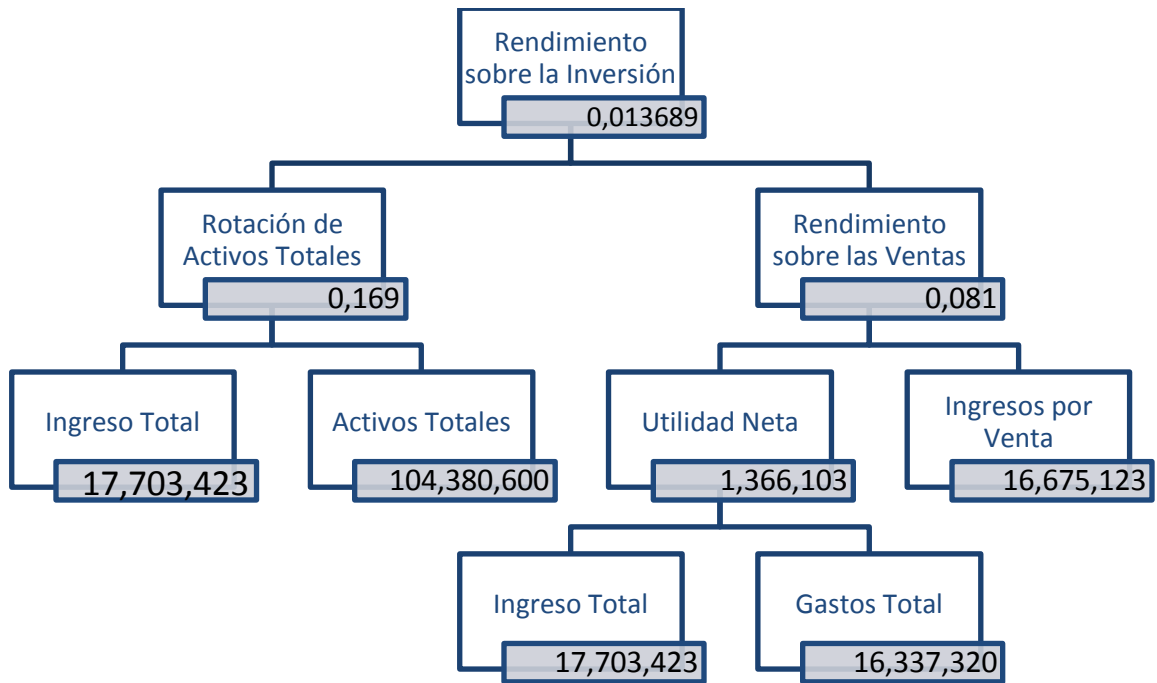 Rendimiento
sobre la Inversión
0,013689
Rotación de
Activos Totales
0,169
Rendimiento
sobre las Ventas
0,081
Ingreso Total
17,703,423
Activos Totales
104,380,600
Utilidad Neta
1,366,103
Ingresos por
Venta
16,675,123
Ingreso Total
17,703,423
Gastos Total
16,337,320